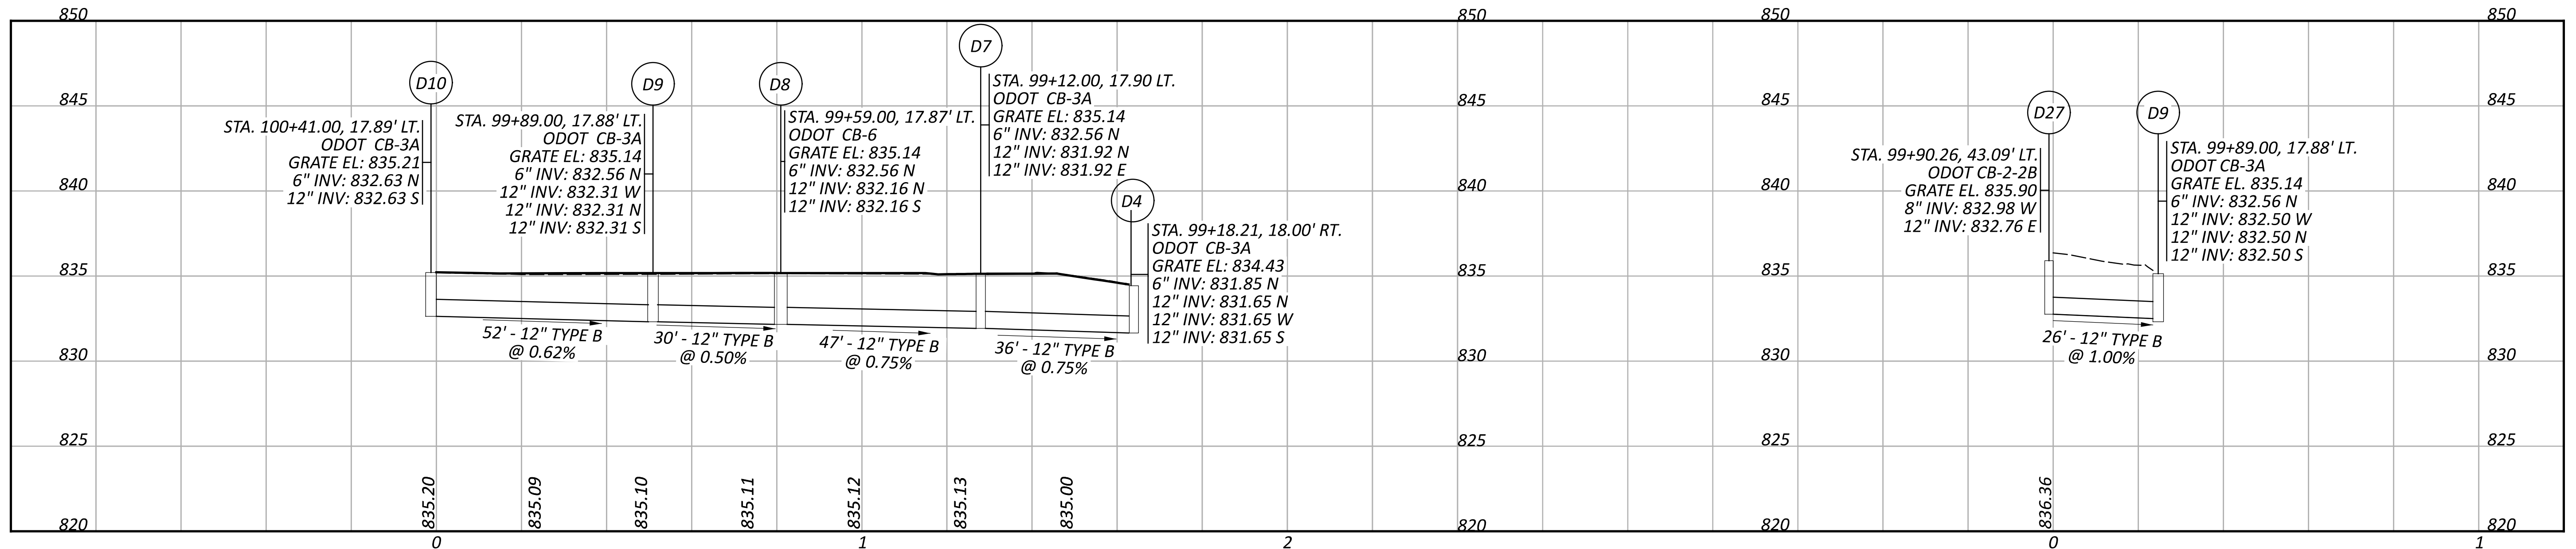 850
850
850
850
845
845
845
845
840
840
840
840
835
835
835
835
830
830
830
830
825
825
825
825
820
820
820
820
D10
STA. 100+41.00, 17.89' LT.
ODOT CB-3A
GRATE EL: 835.21
6" INV: 832.63 N
12" INV: 832.63 S
D9
STA. 99+89.00, 17.88' LT.
ODOT CB-3A
GRATE EL: 835.14
6" INV: 832.56 N
12" INV: 832.31 W
12" INV: 832.31 N
12" INV: 832.31 S
D8
STA. 99+59.00, 17.87' LT.
ODOT CB-6
GRATE EL: 835.14
6" INV: 832.56 N
12" INV: 832.16 N
12" INV: 832.16 S
D7
STA. 99+12.00, 17.90 LT.
ODOT CB-3A
GRATE EL: 835.14
6" INV: 832.56 N
12" INV: 831.92 N
12" INV: 831.92 E
D4
STA. 99+18.21, 18.00' RT.
ODOT CB-3A
GRATE EL: 834.43
6" INV: 831.85 N
12" INV: 831.65 N
12" INV: 831.65 W
12" INV: 831.65 S
52' - 12" TYPE B
@ 0.62%
30' - 12" TYPE B
@ 0.50%
47' - 12" TYPE B
@ 0.75%
36' - 12" TYPE B
@ 0.75%
D27
STA. 99+90.26, 43.09' LT.
ODOT CB-2-2B
GRATE EL. 835.90
8" INV: 832.98 W
12" INV: 832.76 E
D9
STA. 99+89.00, 17.88' LT.
ODOT CB-3A
GRATE EL. 835.14
6" INV: 832.56 N
12" INV: 832.50 W
12" INV: 832.50 N
12" INV: 832.50 S
26' - 12" TYPE B
@ 1.00%
835.20
835.09
835.10
835.11
835.12
835.13
835.00
836.36
0
1
2
0
1